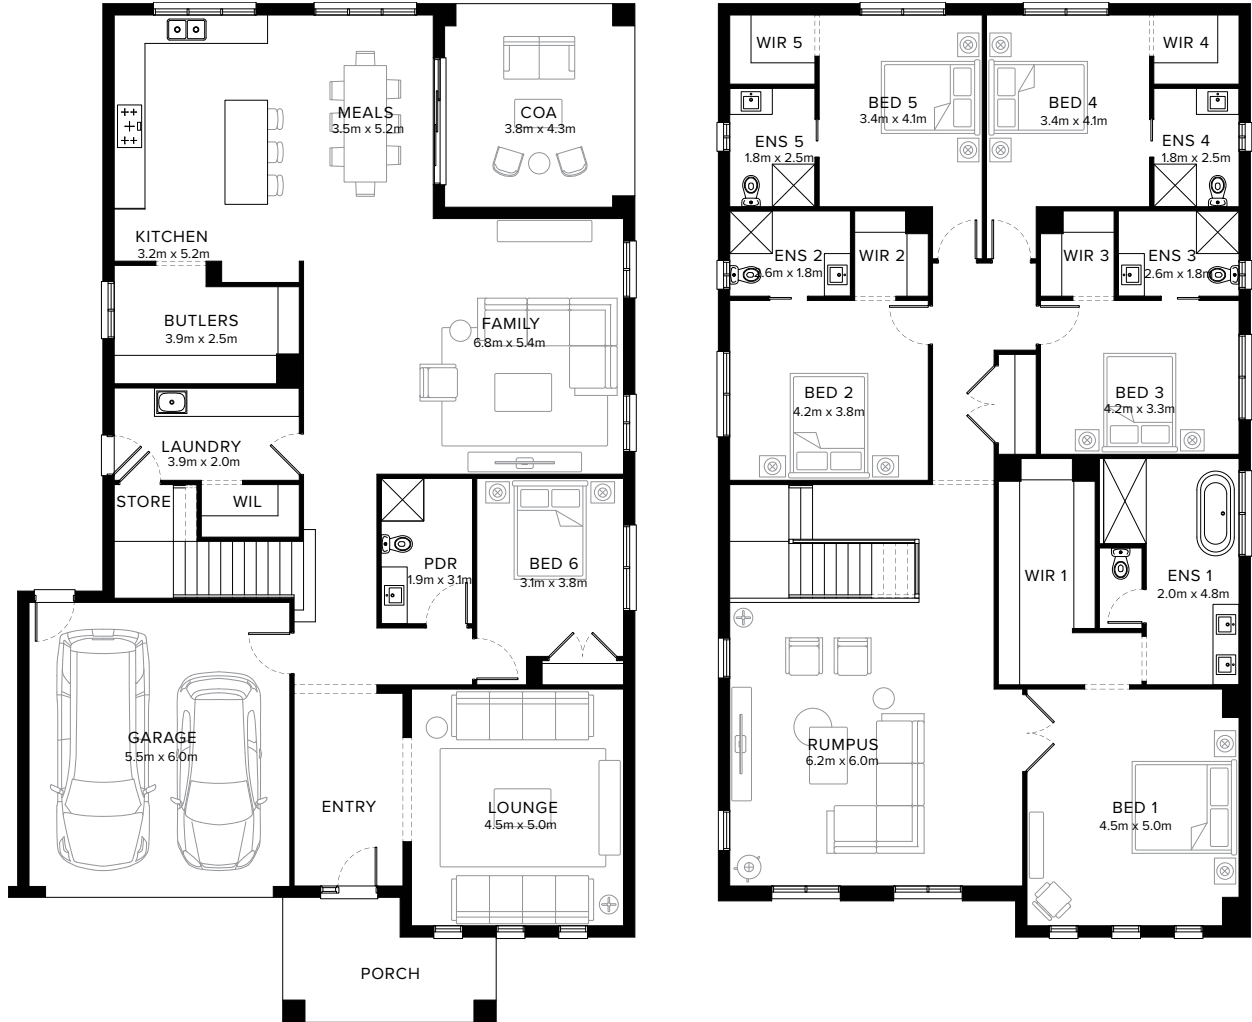 MEALS
3.5m x 5.2m
COA
3.8m x 4.3m
KITCHEN
3.2m x 5.2m
BUTLERS
3.9m x 2.5m
FAMILY
6.8m x 5.4m
LAUNDRY
3.9m x 2.0m
STORE
WIL
PDR
1.9m x 3.1m
BED 6
3.1m x 3.8m
GARAGE
5.5m x 6.0m
ENTRY
LOUNGE
4.5m x 5.0m
PORCH
WIR 5
WIR 4
BED 5
3.4m x 4.1m
BED 4
3.4m x 4.1m
ENS 5
1.8m x 2.5m
ENS 4
1.8m x 2.5m
ENS 2
2.6m x 1.8m
WIR 2
WIR 3
ENS 3
2.6m x 1.8m
BED 2
4.2m x 3.8m
BED 3
4.2m x 3.3m
WIR 1
ENS 1
2.0m x 4.8m
RUMPUS
6.2m x 6.0m
BED 1
4.5m x 5.0m